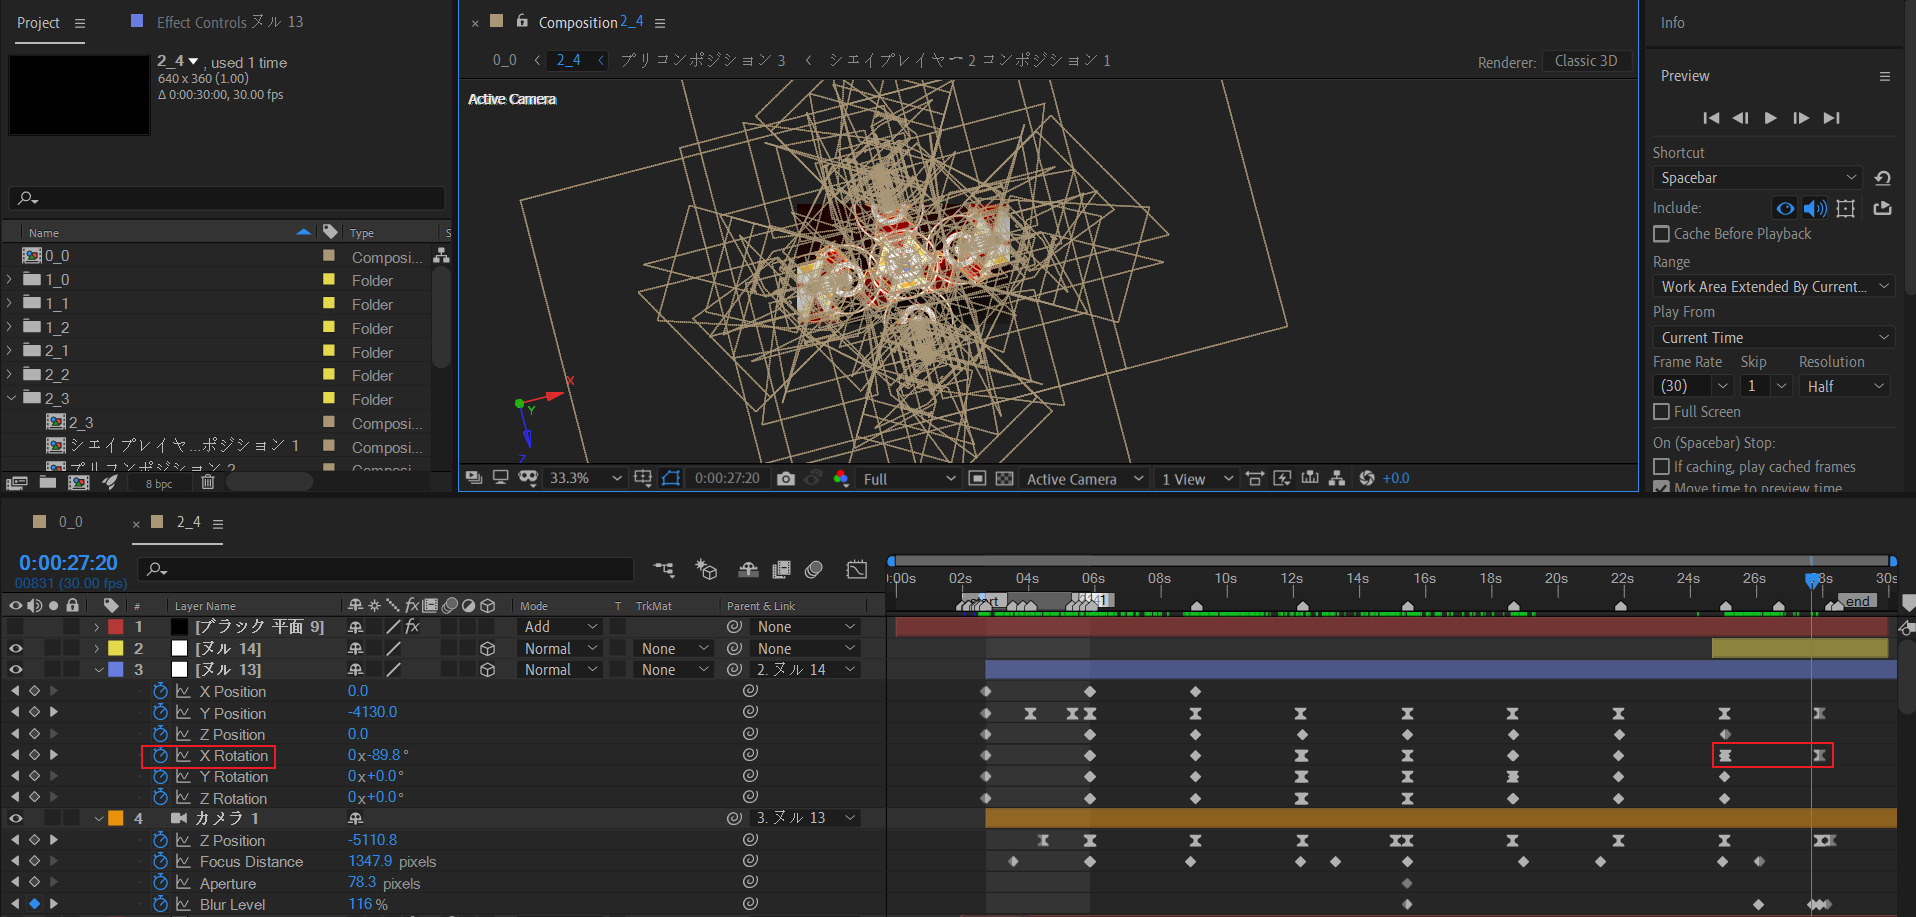 Project
Effect Controls ヌル 13
2_4 , used 1 time
640 x 360 (1.00)
Δ 0:00:30:00, 30.00 fps
Name
Type
S
0_0
Composi...
1_0
Folder
1_1
Folder
1_2
Folder
2_1
Folder
2_2
Folder
2_3
Folder
2_3
Composi...
シェイプレイヤ...ポジション 1
Composi...
プリコンポジション 2
Composi...
8 bpc
× Composition 2_4
0_0 < 2_4 < プリコンポジション 3 < シェイプレイヤー 2 コンポジション 1
Renderer: Classic 3D
Active Camera
X
Y
Z
33.3%
0:00:27:20
Full
Active Camera
1 View
+0.0
Info
Preview
Shortcut
Spacebar
Include:
Cache Before Playback
Range
Work Area Extended By Current...
Play From
Current Time
Frame Rate Skip Resolution
(30) 1 Half
Full Screen
On (Spacebar) Stop:
If caching, play cached frames
Move time to preview time
0_0
× 2_4
0:00:27:20
00831 (30.00 fps)
:00s 02s 04s 06s 08s 10s 12s 14s 16s 18s 20s 22s 24s 26s 28s 30s
start
end
# Layer Name fx Mode T TrkMat Parent & Link
1 [ブラック 平面 9] fx Add None
2 [ヌル 14] Normal None None
3 [ヌル 13] Normal None 2. ヌル 14
X Position 0.0
Y Position -4130.0
Z Position 0.0
X Rotation 0x-89.8°
Y Rotation 0x+0.0°
Z Rotation 0x+0.0°
4 カメラ 1 3. ヌル 13
Z Position -5110.8
Focus Distance 1347.9 pixels
Aperture 78.3 pixels
Blur Level 116 %